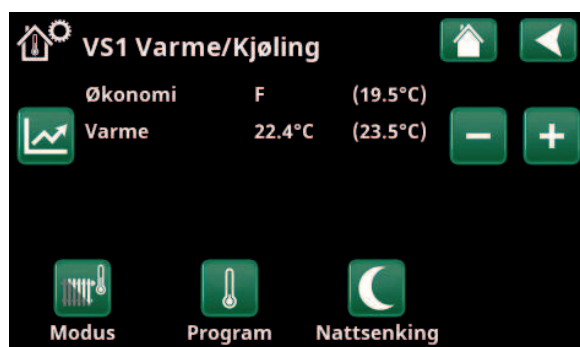 VS1 Varme/Kjøling
Økonomi F (19.5°C)
Varme 22.4°C (23.5°C)
Modus Program Nattsenking